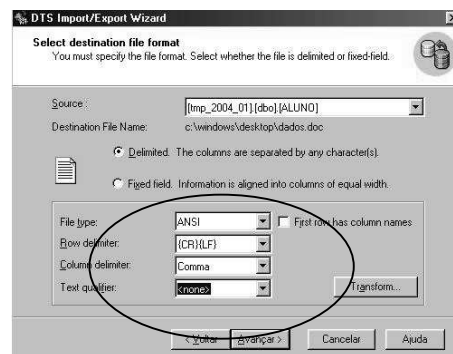 DTS Import/Export Wizard
Select destination file format
You must specify the file format. Select whether the file is delimited or fixed-field.
Source :
[tmp_2004_01].[dbo].[ALUNO]
Destination File Name: c:\windows\desktop\dados.doc
Delimited. The columns are separated by any character(s).
Fixed field. Information is aligned into columns of equal width.
File type: ANSI First row has column names
Row delimiter: {CR}{LF}
Column delimiter: Comma
Text qualifier: <none> Transform...
< Voltar Avançar > Cancelar Ajuda